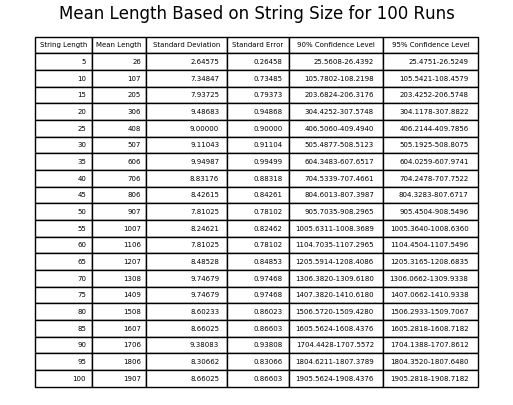 Mean Length Based on String Size for 100 Runs
String Length Mean Length Standard Deviation Standard Error 90% Confidence Level 95% Confidence Level
5 26 2.64575 0.26458 25.5608-26.4392 25.4751-26.5249
10 107 7.34847 0.73485 105.7802-108.2198 105.5421-108.4579
15 205 7.93725 0.79373 203.6824-206.3176 203.4252-206.5748
20 306 9.48683 0.94868 304.4252-307.5748 304.1178-307.8822
25 408 9.00000 0.90000 406.5060-409.4940 406.2144-409.7856
30 507 9.11043 0.91104 505.4877-508.5123 505.1925-508.8075
35 606 9.94987 0.99499 604.3483-607.6517 604.0259-607.9741
40 706 8.83176 0.88318 704.5339-707.4661 704.2478-707.7522
45 806 8.42615 0.84261 804.6013-807.3987 804.3283-807.6717
50 907 7.81025 0.78102 905.7035-908.2965 905.4504-908.5496
55 1007 8.24621 0.82462 1005.6311-1008.3689 1005.3640-1008.6360
60 1106 7.81025 0.78102 1104.7035-1107.2965 1104.4504-1107.5496
65 1207 8.48528 0.84853 1205.5914-1208.4086 1205.3165-1208.6835
70 1308 9.74679 0.97468 1306.3820-1309.6180 1306.0662-1309.9338
75 1409 9.74679 0.97468 1407.3820-1410.6180 1407.0662-1410.9338
80 1508 8.60233 0.86023 1506.5720-1509.4280 1506.2933-1509.7067
85 1607 8.66025 0.86603 1605.5624-1608.4376 1605.2818-1608.7182
90 1706 9.38083 0.93808 1704.4428-1707.5572 1704.1388-1707.8612
95 1806 8.30662 0.83066 1804.6211-1807.3789 1804.3520-1807.6480
100 1907 8.66025 0.86603 1905.5624-1908.4376 1905.2818-1908.7182